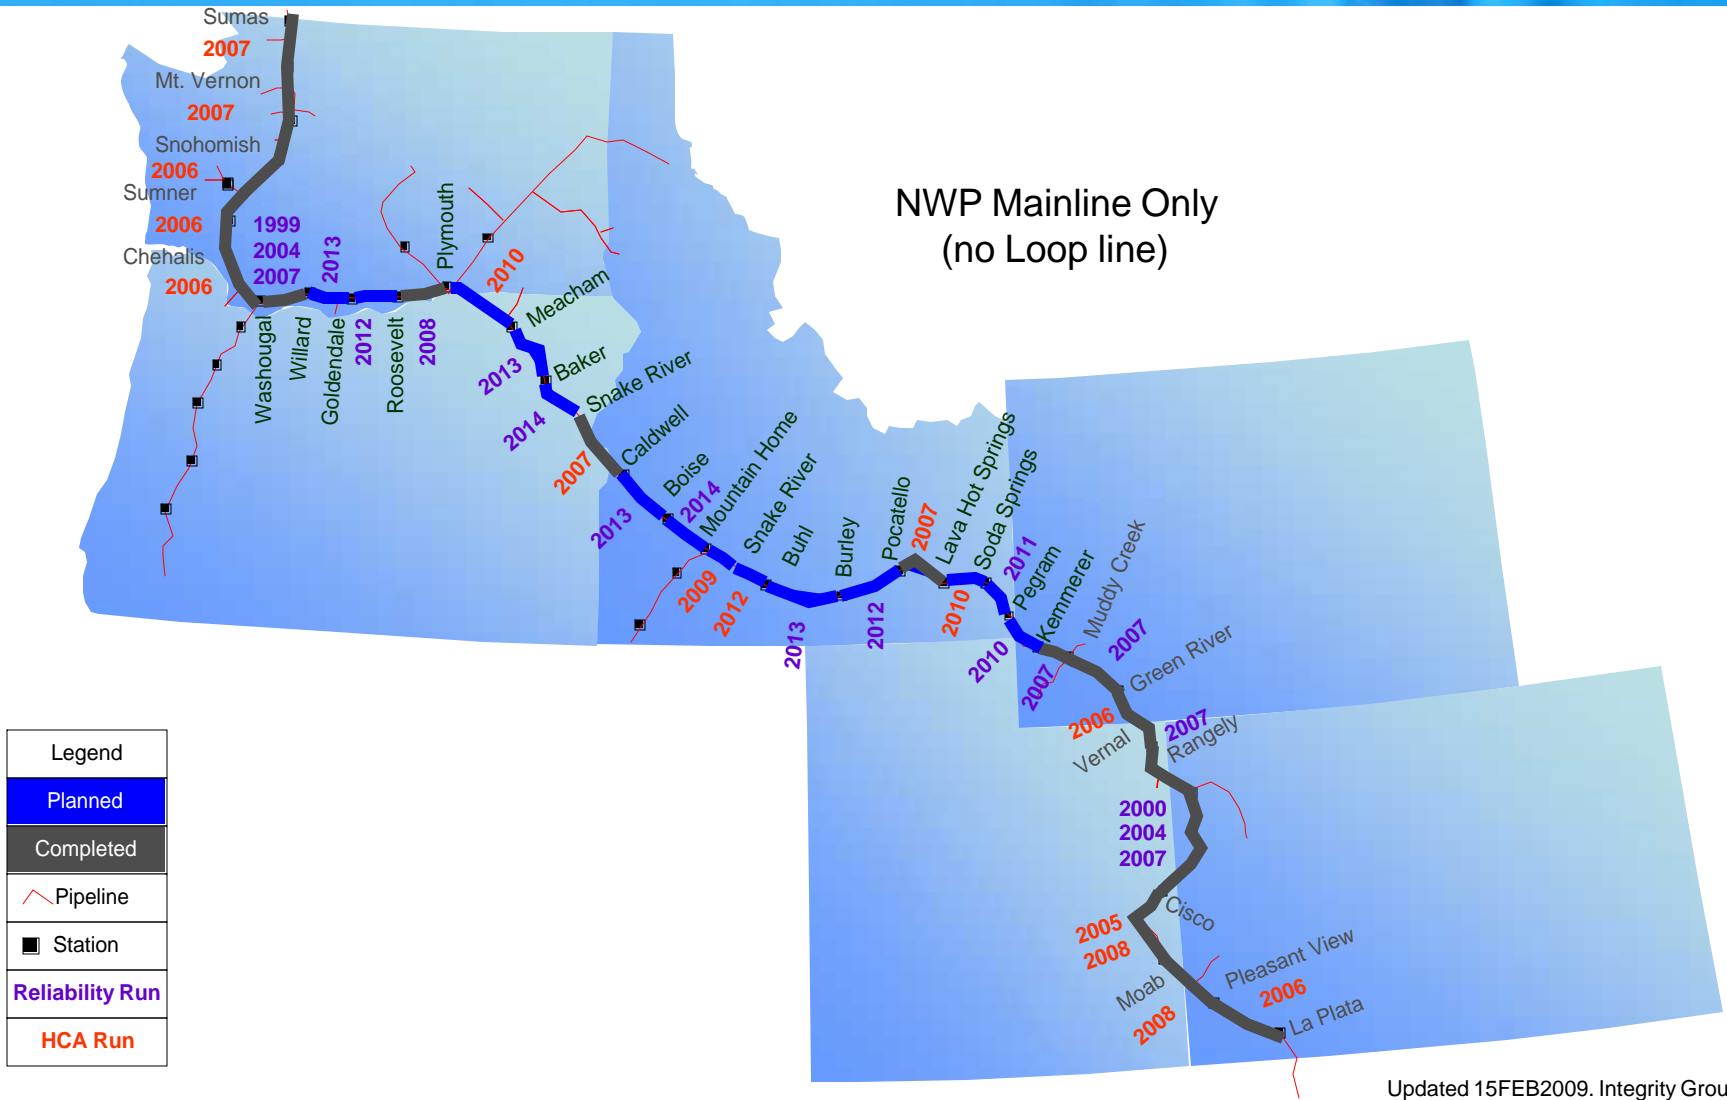 Sumas
2007
Mt. Vernon
2007
Snohomish
2006
Sumner
2006
Chehalis
2006
1999
2004
2007
2013
Plymouth
2010
NWP Mainline Only
(no Loop line)
Washougal
Willard
Goldendale
2012
Roosevelt
2008
Meacham
2013
Baker
2014
Snake River
2007
Caldwell
2013
Boise
2014
Mountain Home
2009
Snake River
2012
Buhl
2013
Burley
2012
Pocatello
2007
Lava Hot Springs
2010
Soda Springs
2011
Pegram
2010
Kemmerer
2007
Muddy Creek
2007
Green River
2006
Vernal
2007
Rangely
2000
2004
2007
Cisco
2005
2008
Moab
2008
Pleasant View
2006
La Plata
Legend
Planned
Completed
Pipeline
Station
Reliability Run
HCA Run
Updated 15FEB2009. Integrity Grou